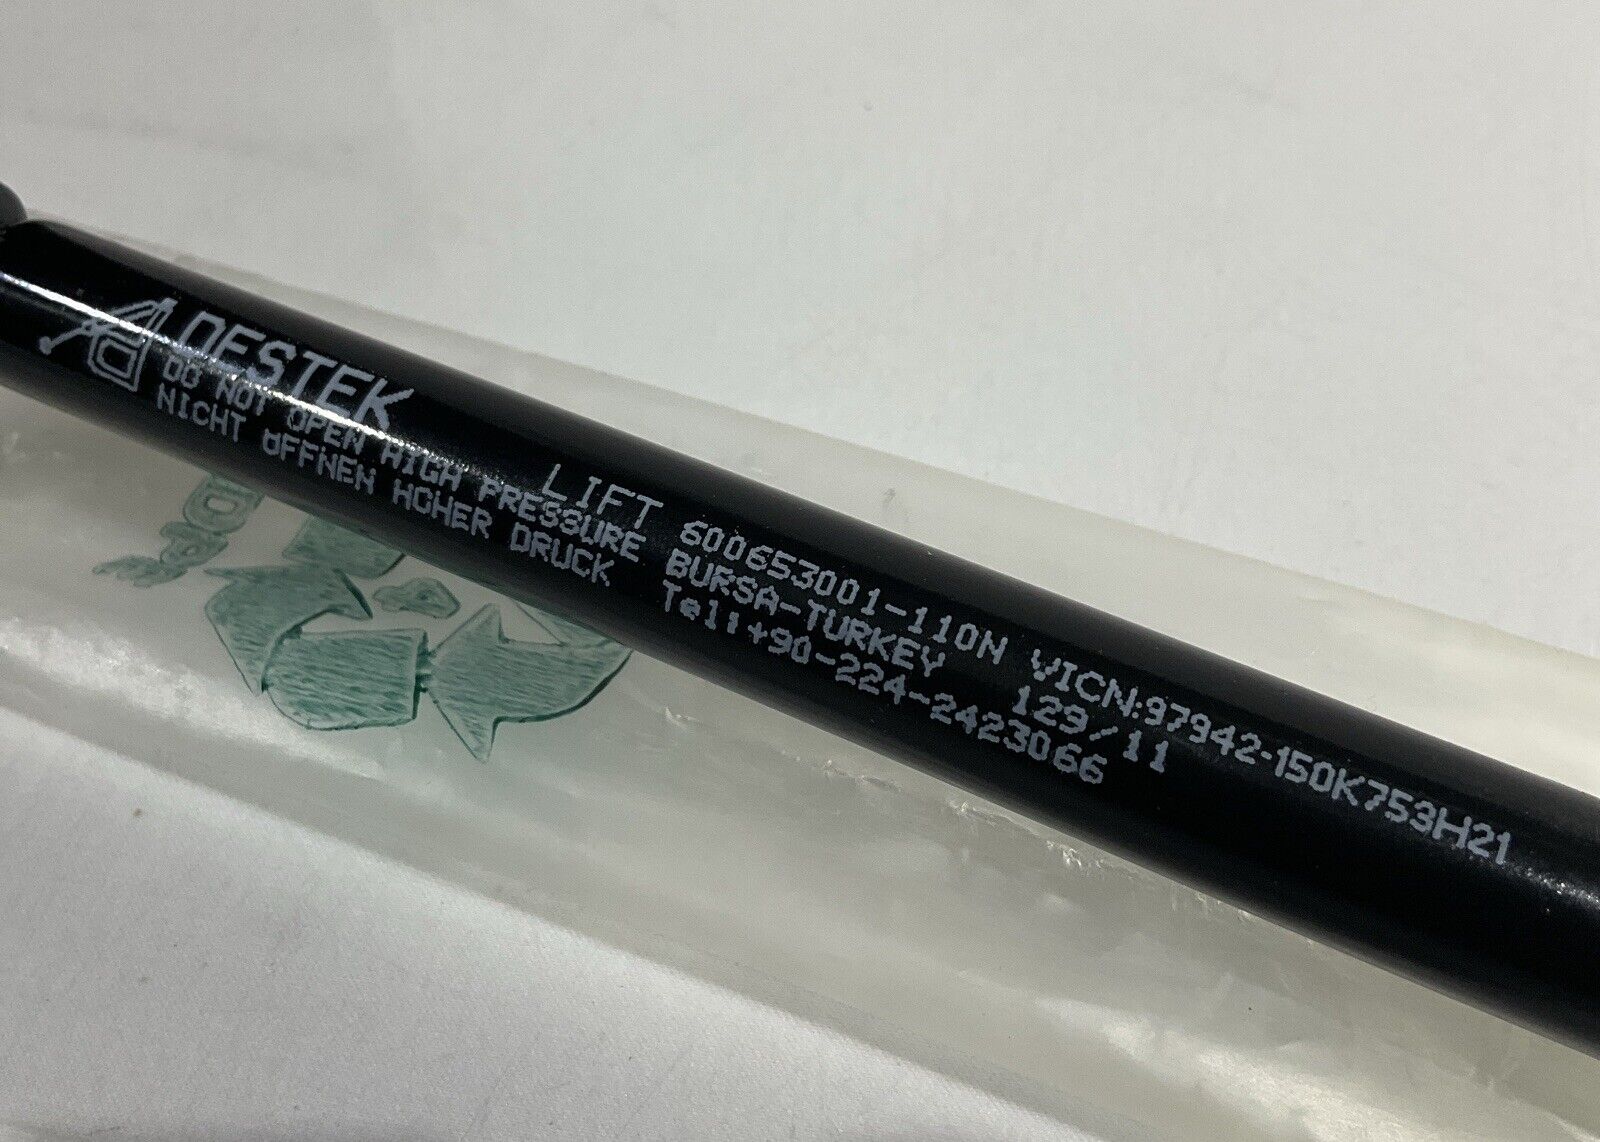 DESTEK
LIFT 600653001-110N VICN:97942-150K753H21
DO NOT OPEN HIGH PRESSURE BURSA-TURKEY 129/11
NICHT ÖFFNEN HOHER DRUCK Tel:+90-224-2423066